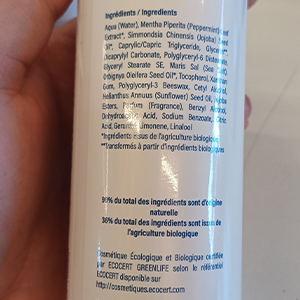 Ingrédients / Ingredients
Aqua (Water), Mentha Piperita (Peppermint) Leaf
Extract*, Simmondsia Chinensis (Jojoba) Seed
Oil*, Caprylic/Capric Triglyceride, Glycerin
Dicaprylyl Carbonate, Polyglyceryl-6 Distearate,
Glyceryl Stearate SE, Maris Sal (Sea
Orbignya Oleifera Seed Oil*, Tocopherol, Xanthan
Gum, Polyglyceryl-3 Beeswax, Cetyl Alcohol,
Helianthus Annuus (Sunflower) Seed Oil, Jojoba
Esters, Parfum (Fragrance), Benzyl Alcohol,
Dehydroacetic Acid, Sodium Benzoate, Citric
Acid, Geraniol, Limonene, Linalool
*Ingrédients issus de l'agriculture biologique
**Transformés à partir d'ingrédients biologiques
du total des ingrédients sont d'origine
naturelle
36% du total des ingrédients sont issus de
l'agriculture biologique
Cosmétique Écologique et Biologique certifiée
par ECOCERT GREENLIFE selon le référentiel
ECOCERT disponible sur
http://cosmetiques.ecocert.com